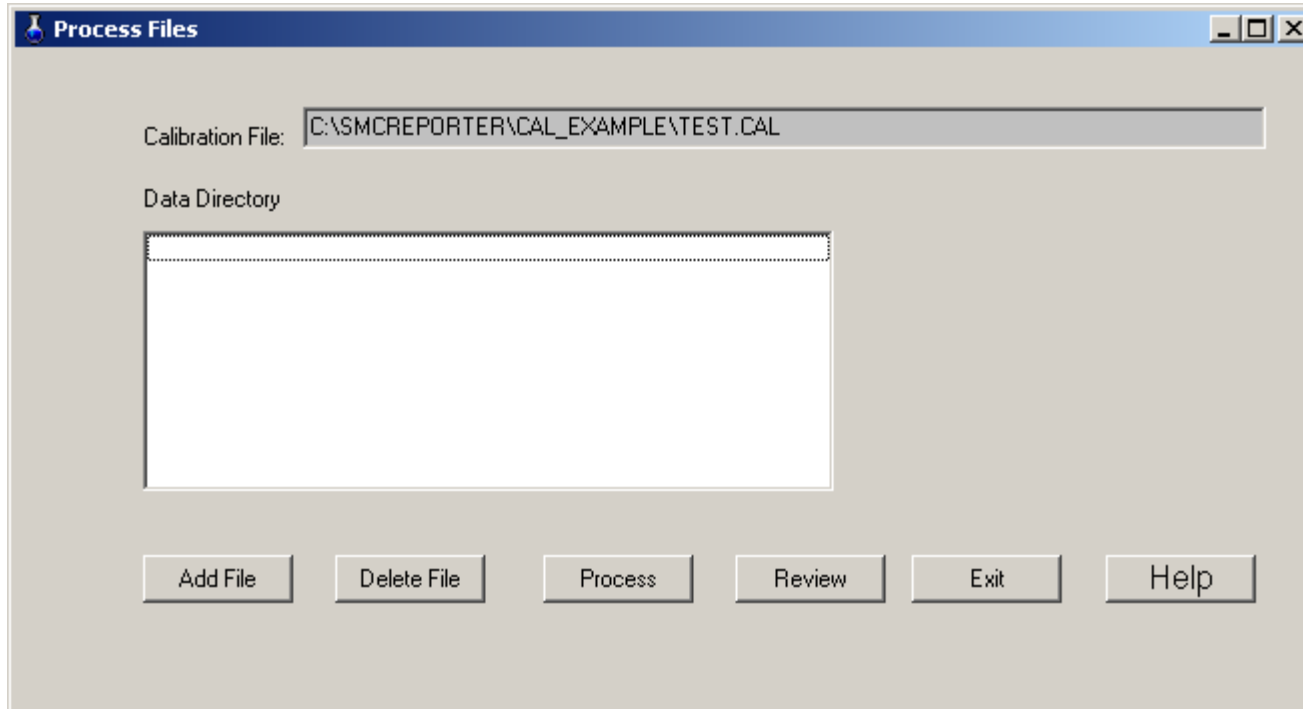 Process Files
Calibration File: C:\SMCREPORTER\CAL_EXAMPLE\TEST.CAL
Data Directory
Add File Delete File Process Review Exit Help